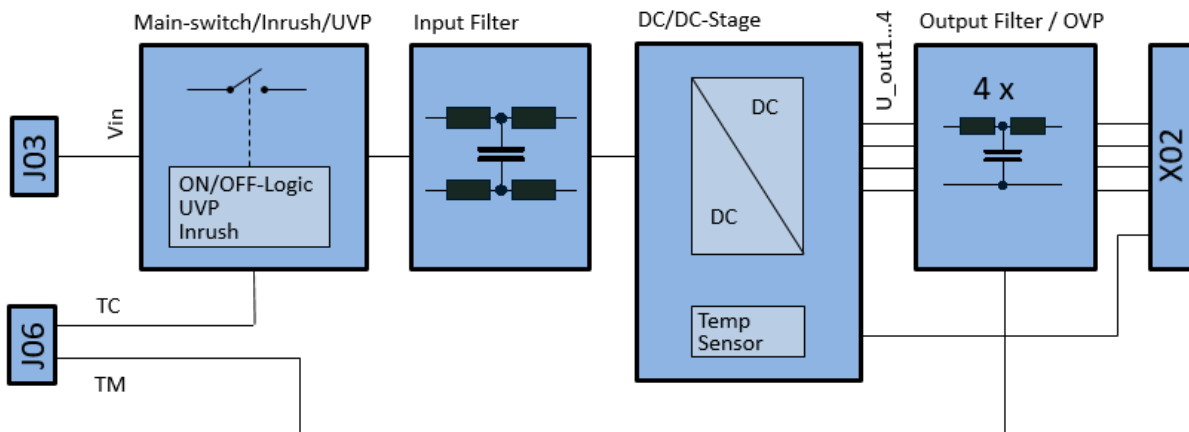 Main-switch/Inrush/UVP
Input Filter
DC/DC-Stage
U_out1...4
Output Filter / OVP
J03
Vin
ON/OFF-Logic
UVP
Inrush
DC
DC
4 x
X02
Temp
Sensor
J06
TC
TM